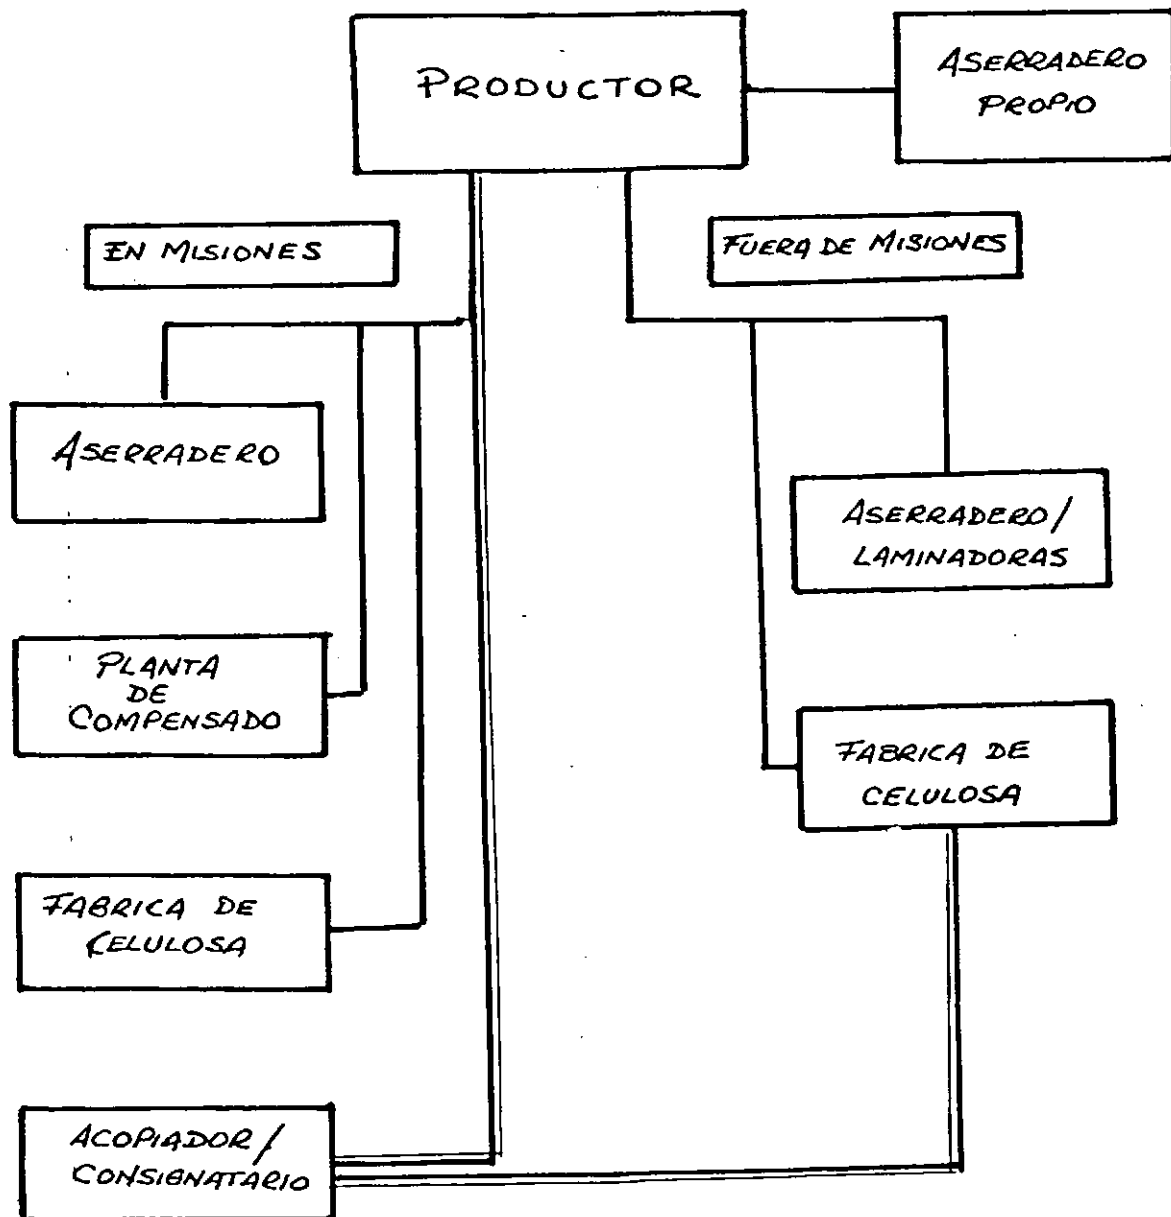 PRODUCTOR
ASERRADERO
PROPIO
EN MISIONES
FUERA DE MISIONES
ASERRADERO
ASERRADERO/
LAMINADORAS
PLANTA
DE
COMPENSADO
FABRICA DE
CELULOSA
FABRICA DE
CELULOSA
ACOPIADOR/
CONSIGNATARIO